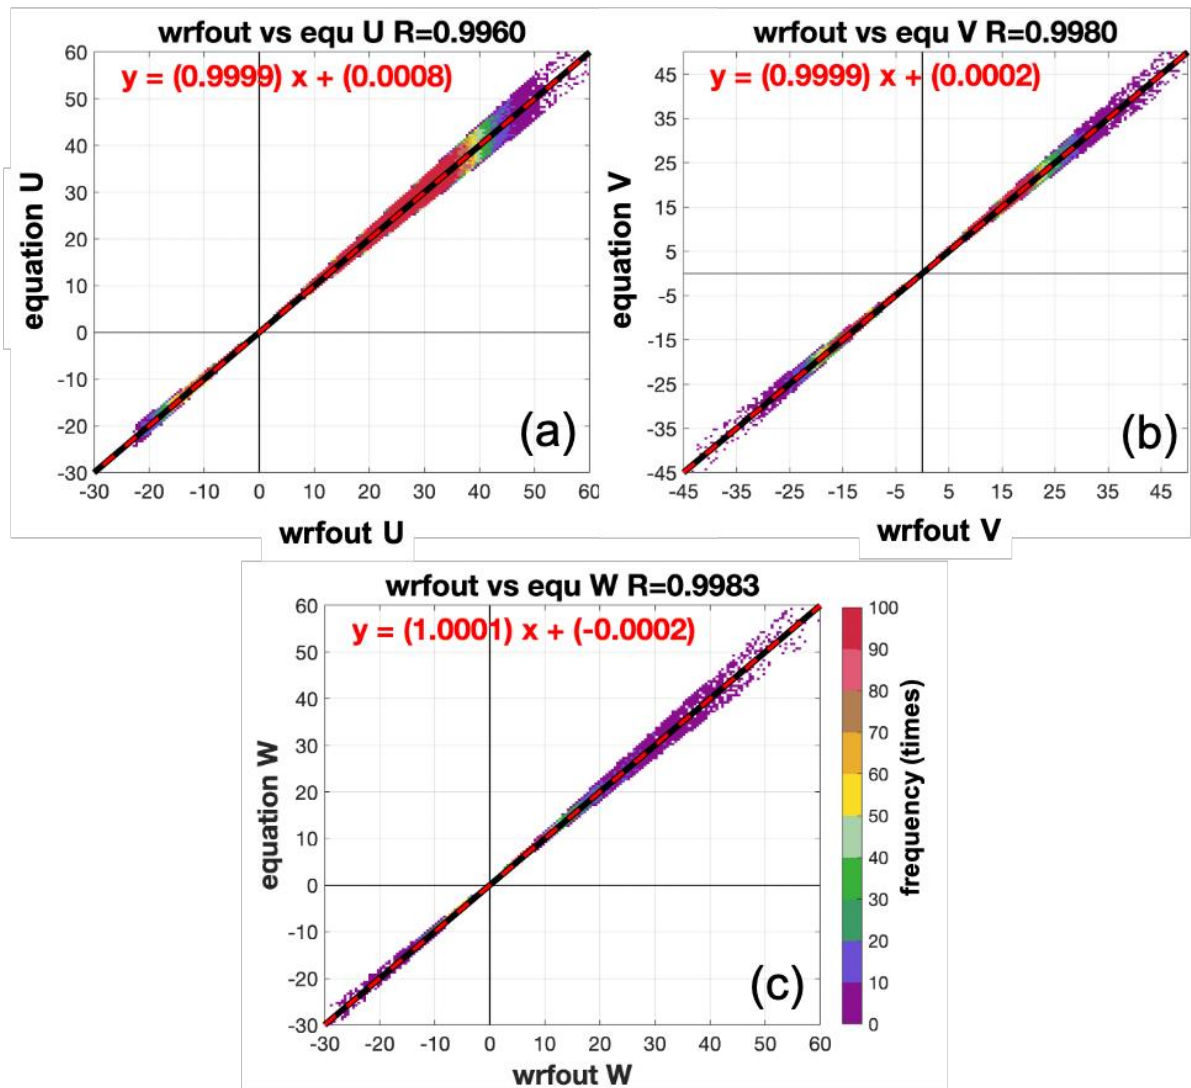 wrfout vs equ U R=0.9960
y = (0.9999) x + (0.0008)
60
50
40
30
20
10
0
-10
-20
-30
equation U
-30 -20 -10 0 10 20 30 40 50 60
wrfout U
(a)
wrfout vs equ V R=0.9980
y = (0.9999) x + (0.0002)
45
35
25
15
5
-5
-15
-25
-35
-45
equation V
-45 -35 -25 -15 -5 5 15 25 35 45
wrfout V
(b)
wrfout vs equ W R=0.9983
y = (1.0001) x + (-0.0002)
60
50
40
30
20
10
0
-10
-20
-30
equation W
-30 -20 -10 0 10 20 30 40 50 60
wrfout W
(c)
100
90
80
70
60
50
40
30
20
10
0
frequency (times)